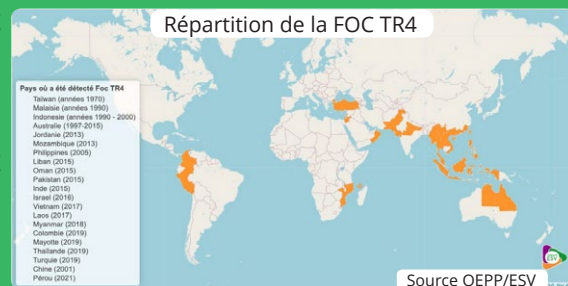 Répartition de la FOC TR4
Pays où a été détecté Foc TR4
Taïwan (années 1970)
Malaisie (années 1990)
Indonesie (années 1990 - 2000)
Australie (1997-2015)
Jordanie (2013)
Mozambique (2013)
Philippines (2005)
Liban (2015)
Oman (2015)
Pakistan (2015)
Inde (2015)
Israel (2016)
Vietnam (2017)
Laos (2017)
Myanmar (2018)
Colombie (2019)
Mayotte (2019)
Thaïlande (2019)
Turquie (2019)
Chine (2001)
Pérou (2021)
Source OEPP/ESV